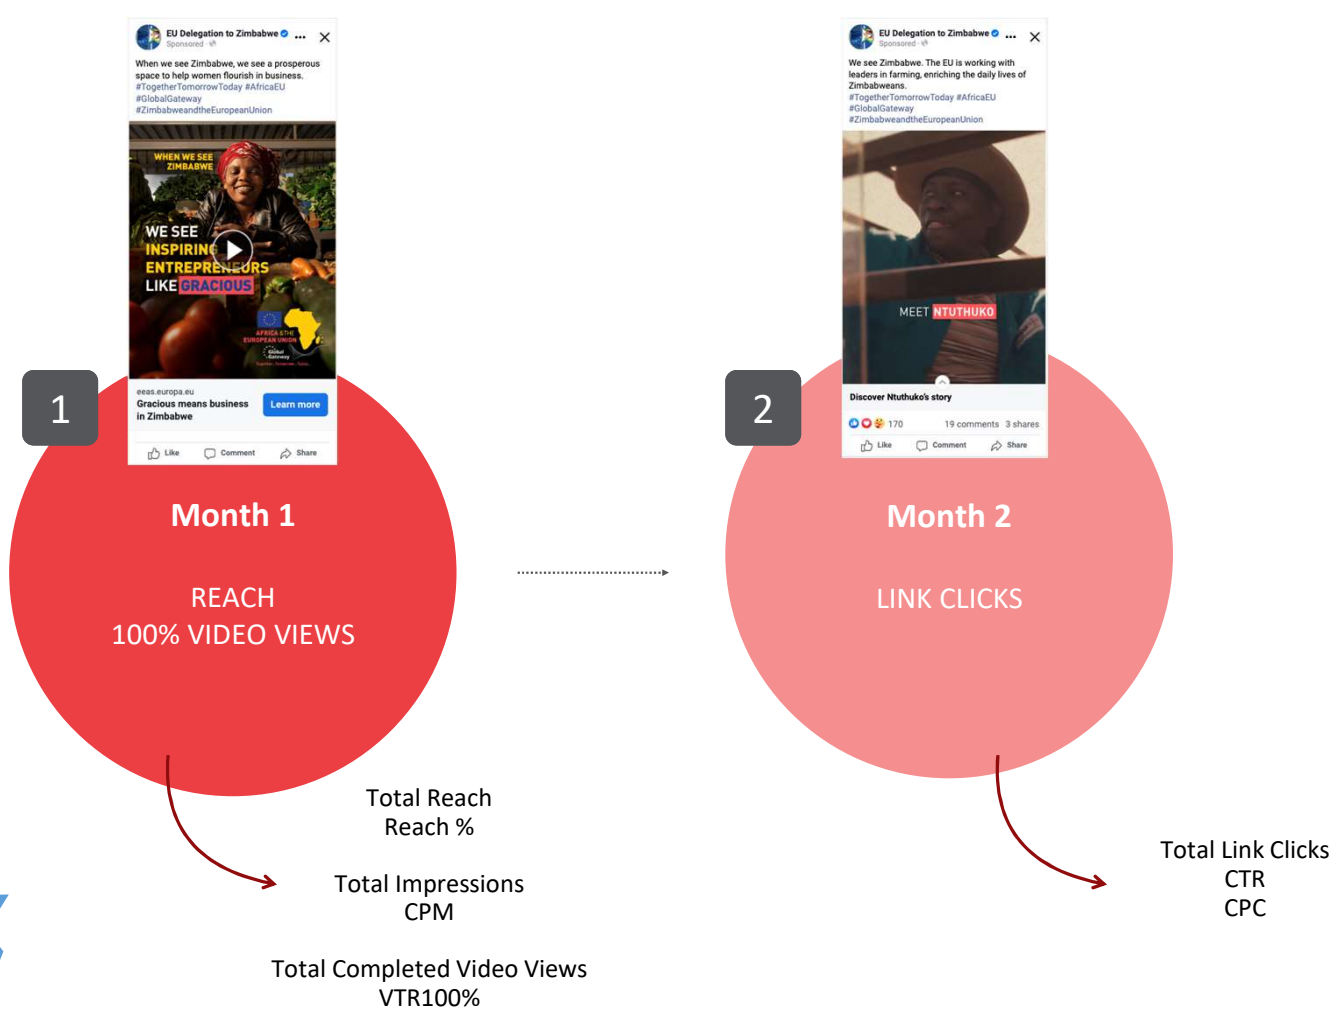 EU Delegation to Zimbabwe
Sponsored
When we see Zimbabwe, we see a prosperous
space to help women flourish in business.
#TogetherTomorrowToday #AfricaEU
#GlobalGateway
#ZimbabweandtheEuropeanUnion
WHEN WE SEE
ZIMBABWE
WE SEE
INSPIRING
ENTREPRENEURS
LIKE GRACIOUS
AFRICA &THE
EUROPEAN UNION
Global
Gateway
eeas.europa.eu
Gracious means business
in Zimbabwe
Learn more
Like Comment Share
1
Month 1
REACH
100% VIDEO VIEWS
Total Reach
Reach %
Total Impressions
CPM
Total Completed Video Views
VTR100%
EU Delegation to Zimbabwe
Sponsored
We see Zimbabwe. The EU is working with
leaders in farming, enriching the daily lives of
Zimbabweans.
#TogetherTomorrowToday #AfricaEU
#GlobalGateway
#ZimbabweandtheEuropeanUnion
MEET NTUTHUKO
Discover Ntuthuko's story
170 19 comments 3 shares
Like Comment Share
2
Month 2
LINK CLICKS
Total Link Clicks
CTR
CPC